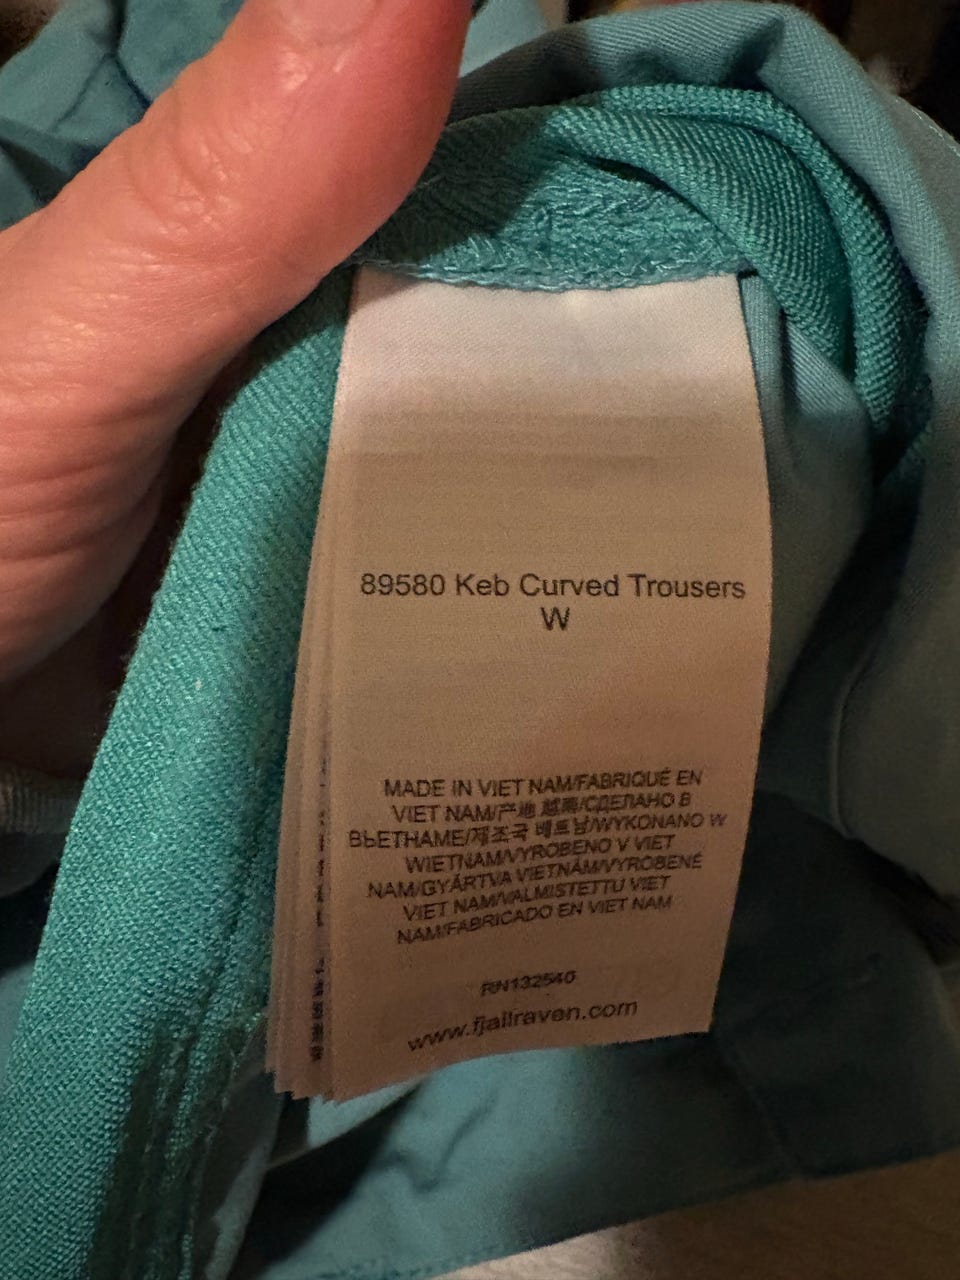 89580 Keb Curved Trousers
W
MADE IN VIET NAM/FABRIQUÉ EN
VIET NAM/产地 越南/СДЕЛАНО В
ВЬЕТНАМЕ/제조국 베트남/WYKONANO W
WIETNAM/VYROBENO V VIET
NAM/GYÁRTVA VIETNÁM/VYROBENÉ
VIET NAM/VALMISTETTU VIET
NAM/FABRICADO EN VIET NAM
RN132540
www.fjallraven.com